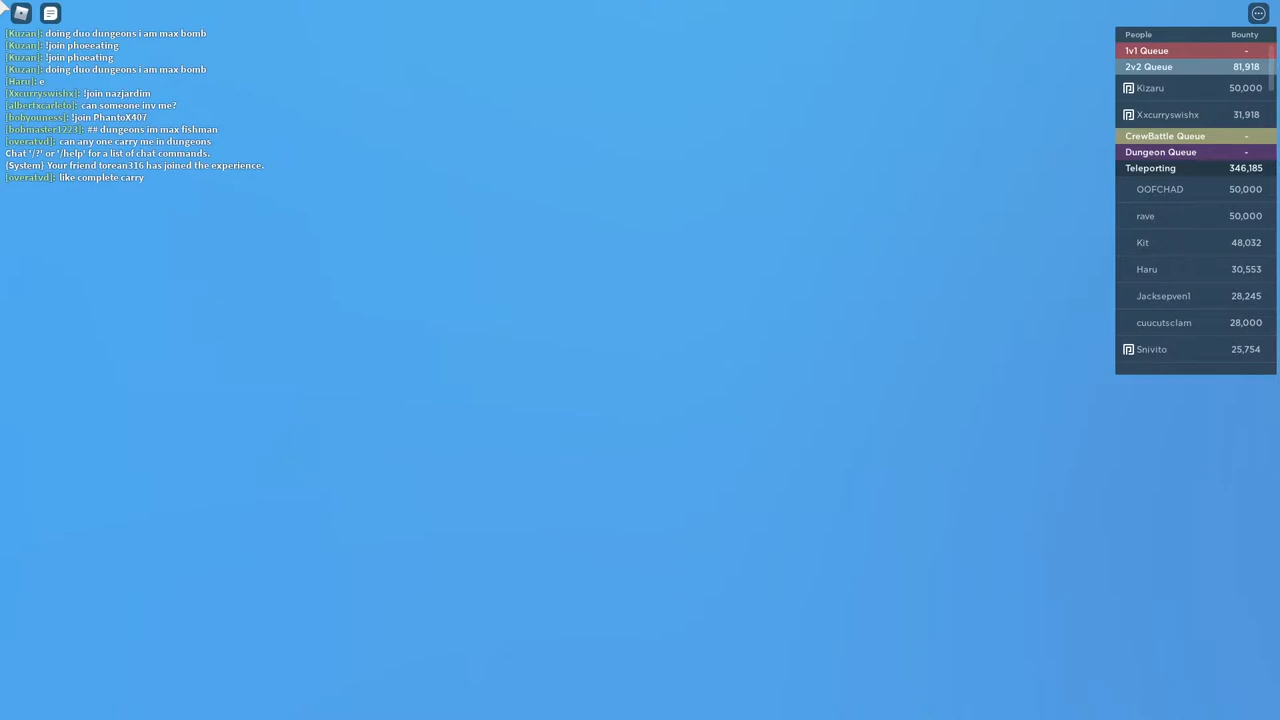 [Kuzan]: doing duo dungeons i am max bomb
[Kuzan]: !join phoeeating
[Kuzan]: !join phoeating
[Kuzan]: doing duo dungeons i am max bomb
[Haru]: e
[Xxcurryswishx]: !join nazjardim
[albertxcarleto]: can someone inv me?
[bobyouness]: !join PhantoX407
[bobmaster1223]: ## dungeons im max fishman
[overatvd]: can any one carry me in dungeons
Chat '/?' or '/help' for a list of chat commands.
{System} Your friend torean316 has joined the experience.
[overatvd]: like complete carry
People Bounty
1v1 Queue -
2v2 Queue 81,918
Kizaru 50,000
Xxcurryswishx 31,918
CrewBattle Queue -
Dungeon Queue -
Teleporting 346,185
OOFCHAD 50,000
rave 50,000
Kit 48,032
Haru 30,553
Jacksepven1 28,245
cuucutsclam 28,000
Snivito 25,754